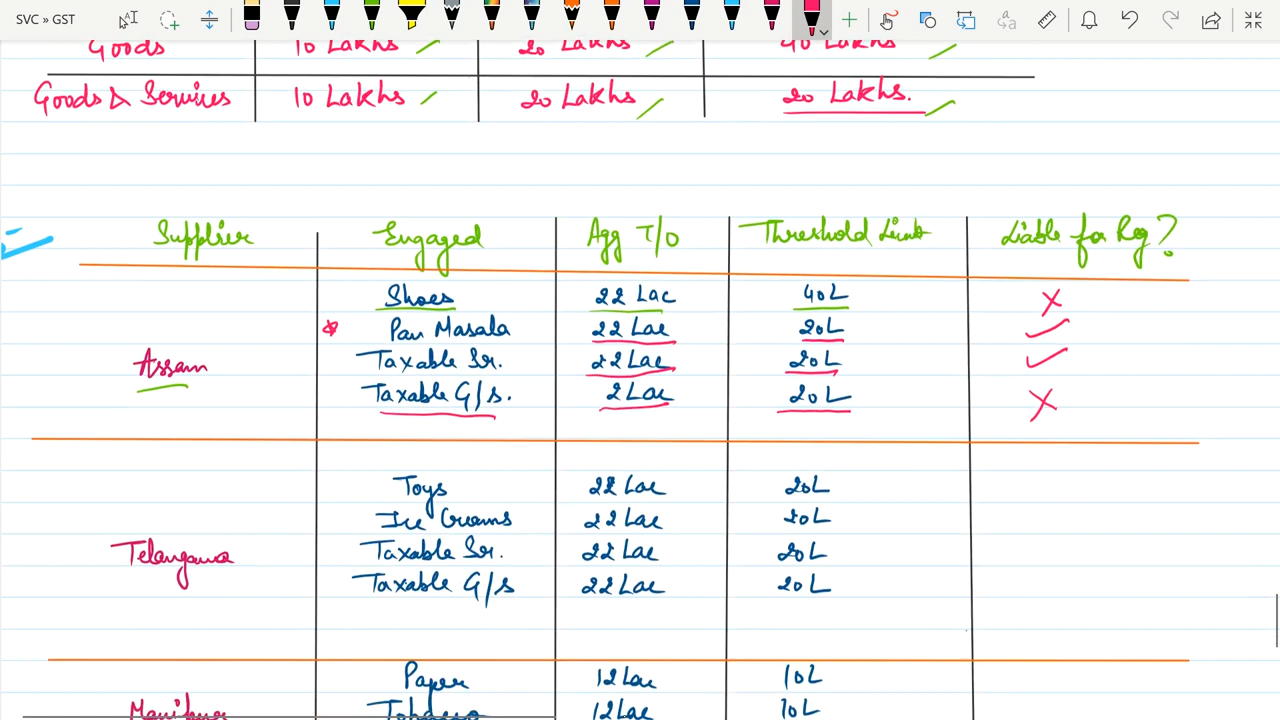 SVC » GST
Goods 10 Lakhs 20 Lakhs 40 Lakhs
Goods & Services 10 Lakhs 20 Lakhs 20 Lakhs.
Supplier Engaged Agg T/O Threshold Limit Liable for Reg?
Shoes 22 Lac 40L X
Pan Masala 22 Lac 20L ✓
Assam Taxable Sr. 22 Lac 20L ✓
Taxable G/s. 2 Lac 20L X
Toys 22 Lac 20L
Ice Creams 22 Lac 20L
Telangana Taxable Sr. 22 Lac 20L
Taxable G/s 22 Lac 20L
Paper 12 Lac 10L
Manipur Tobacco 12 Lac 10L